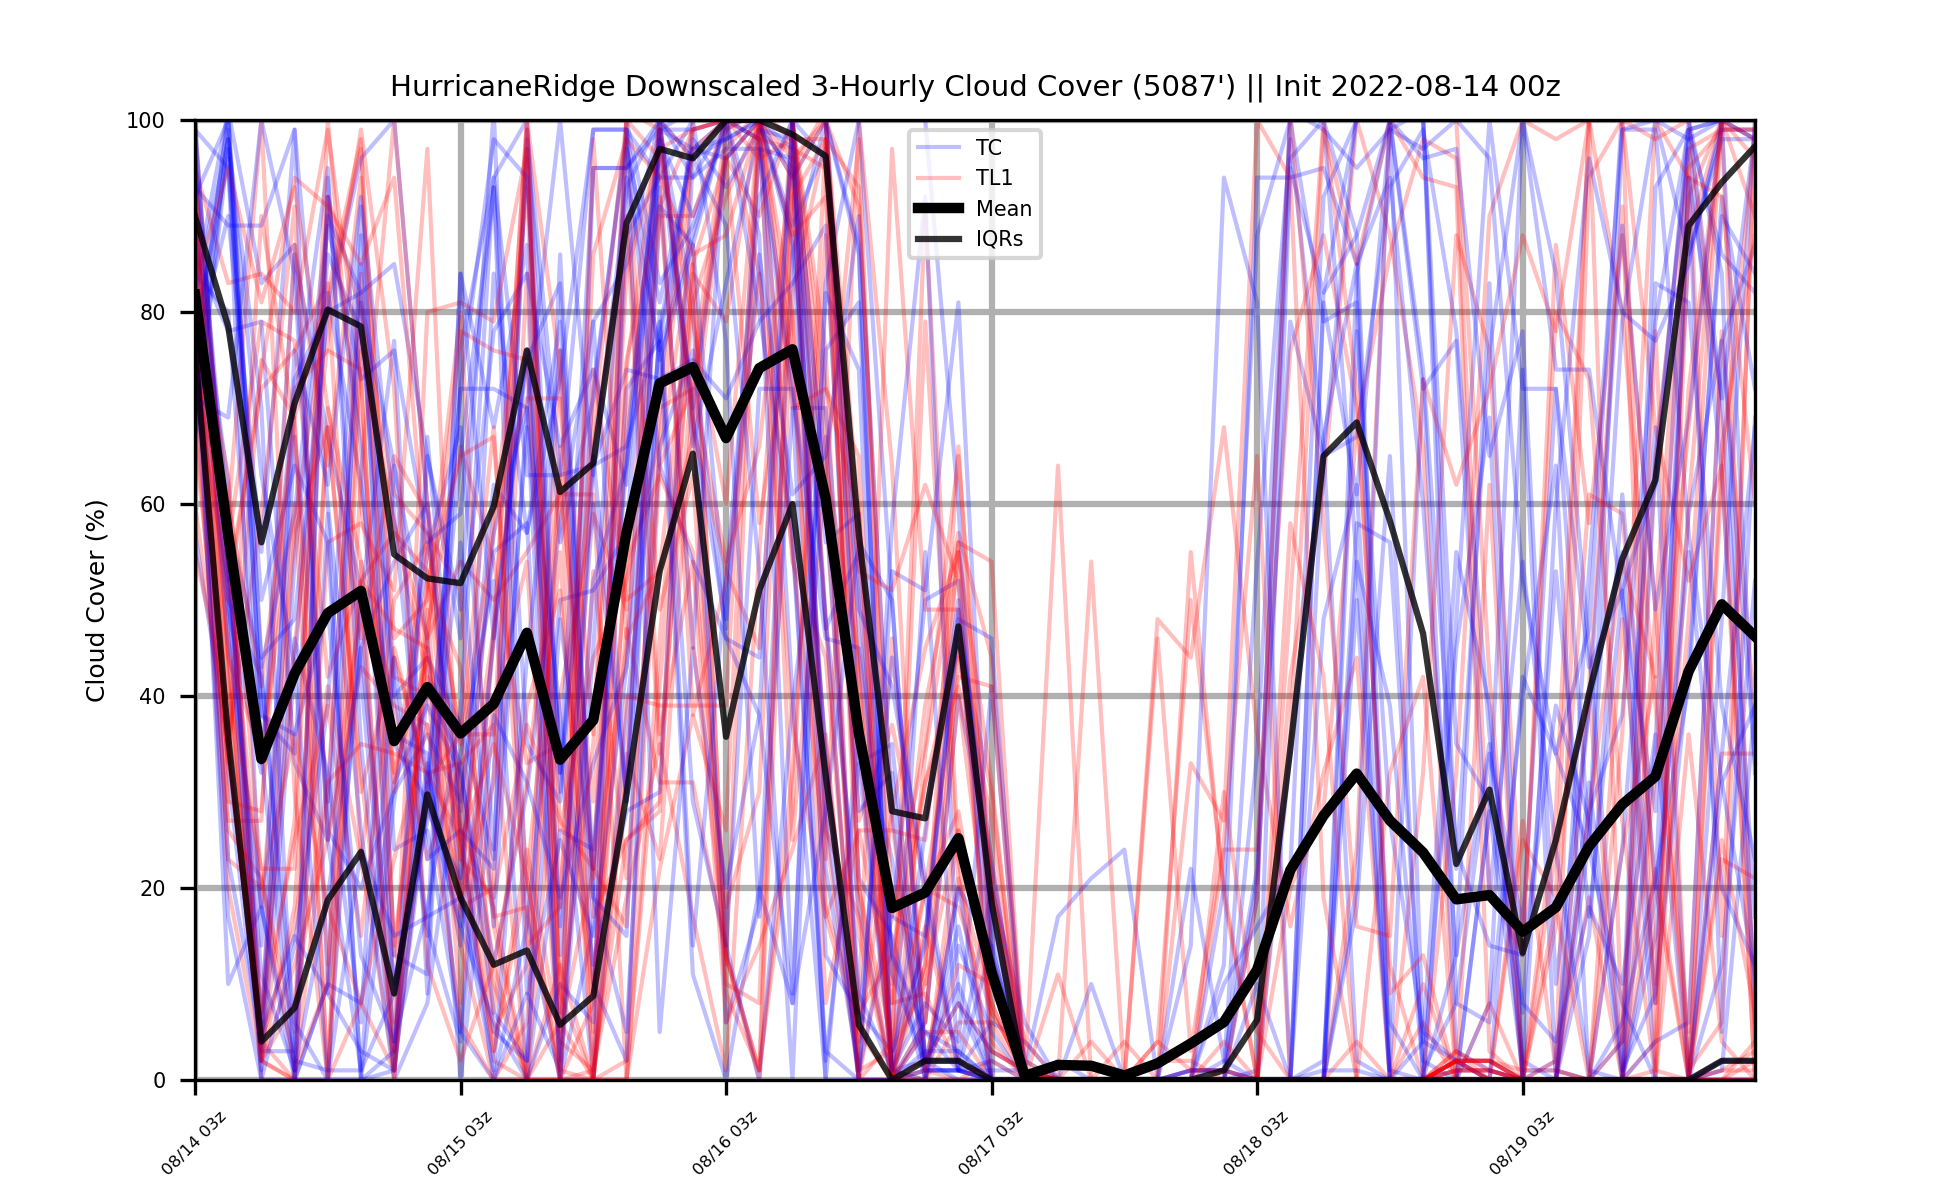 HurricaneRidge Downscaled 3-Hourly Cloud Cover (5087') || Init 2022-08-14 00z
100
80
60
40
20
0
Cloud Cover (%)
TC
TL1
Mean
IQRs
08/14 03z
08/15 03z
08/16 03z
08/17 03z
08/18 03z
08/19 03z